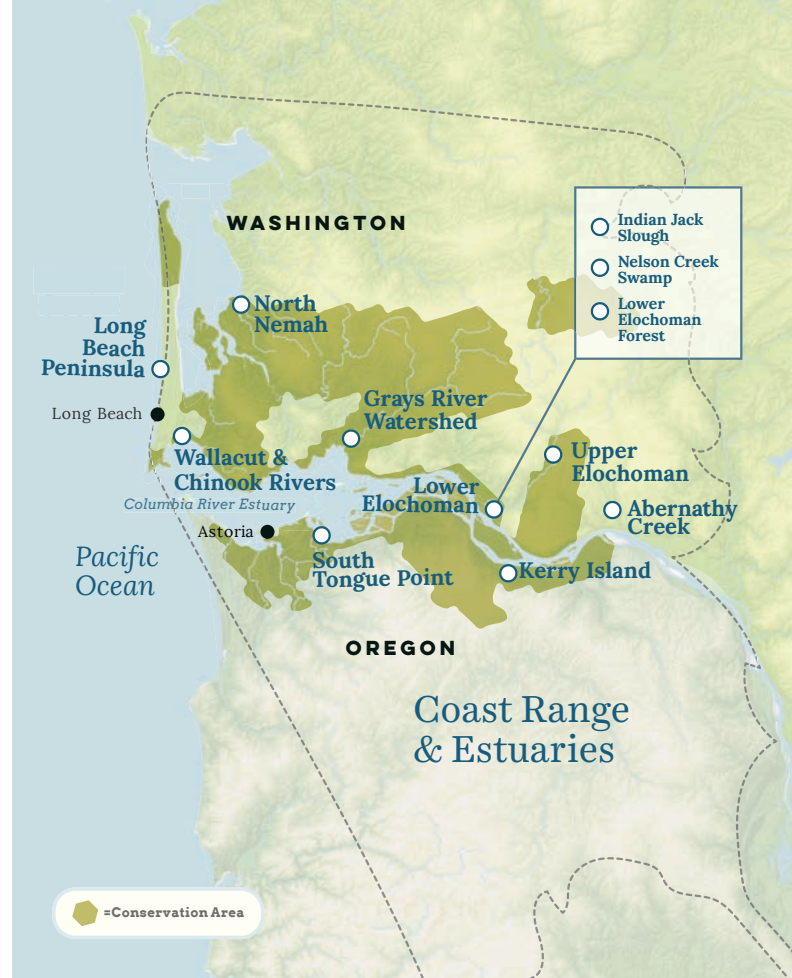 WASHINGTON
Indian Jack
Slough
Nelson Creek
Swamp
Lower
Elochoman
Forest
North
Nemah
Long
Beach
Peninsula
Long Beach
Grays River
Watershed
Wallacut &
Chinook Rivers
Columbia River Estuary
Upper
Elochoman
Lower
Elochoman
Abernathy
Creek
Astoria
South
Tongue Point
Kerry Island
Pacific
Ocean
OREGON
Coast Range
& Estuaries
=Conservation Area